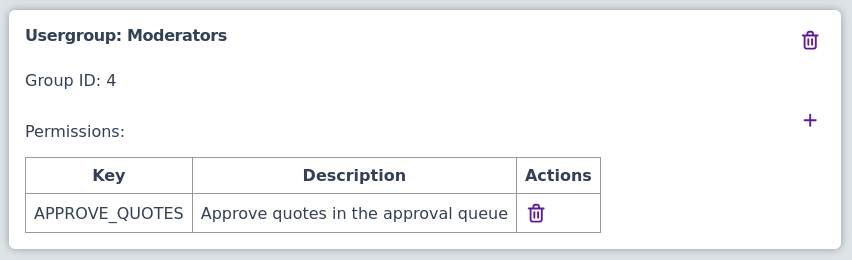 Usergroup: Moderators
Group ID: 4
Permissions:
Key Description Actions
APPROVE_QUOTES Approve quotes in the approval queue